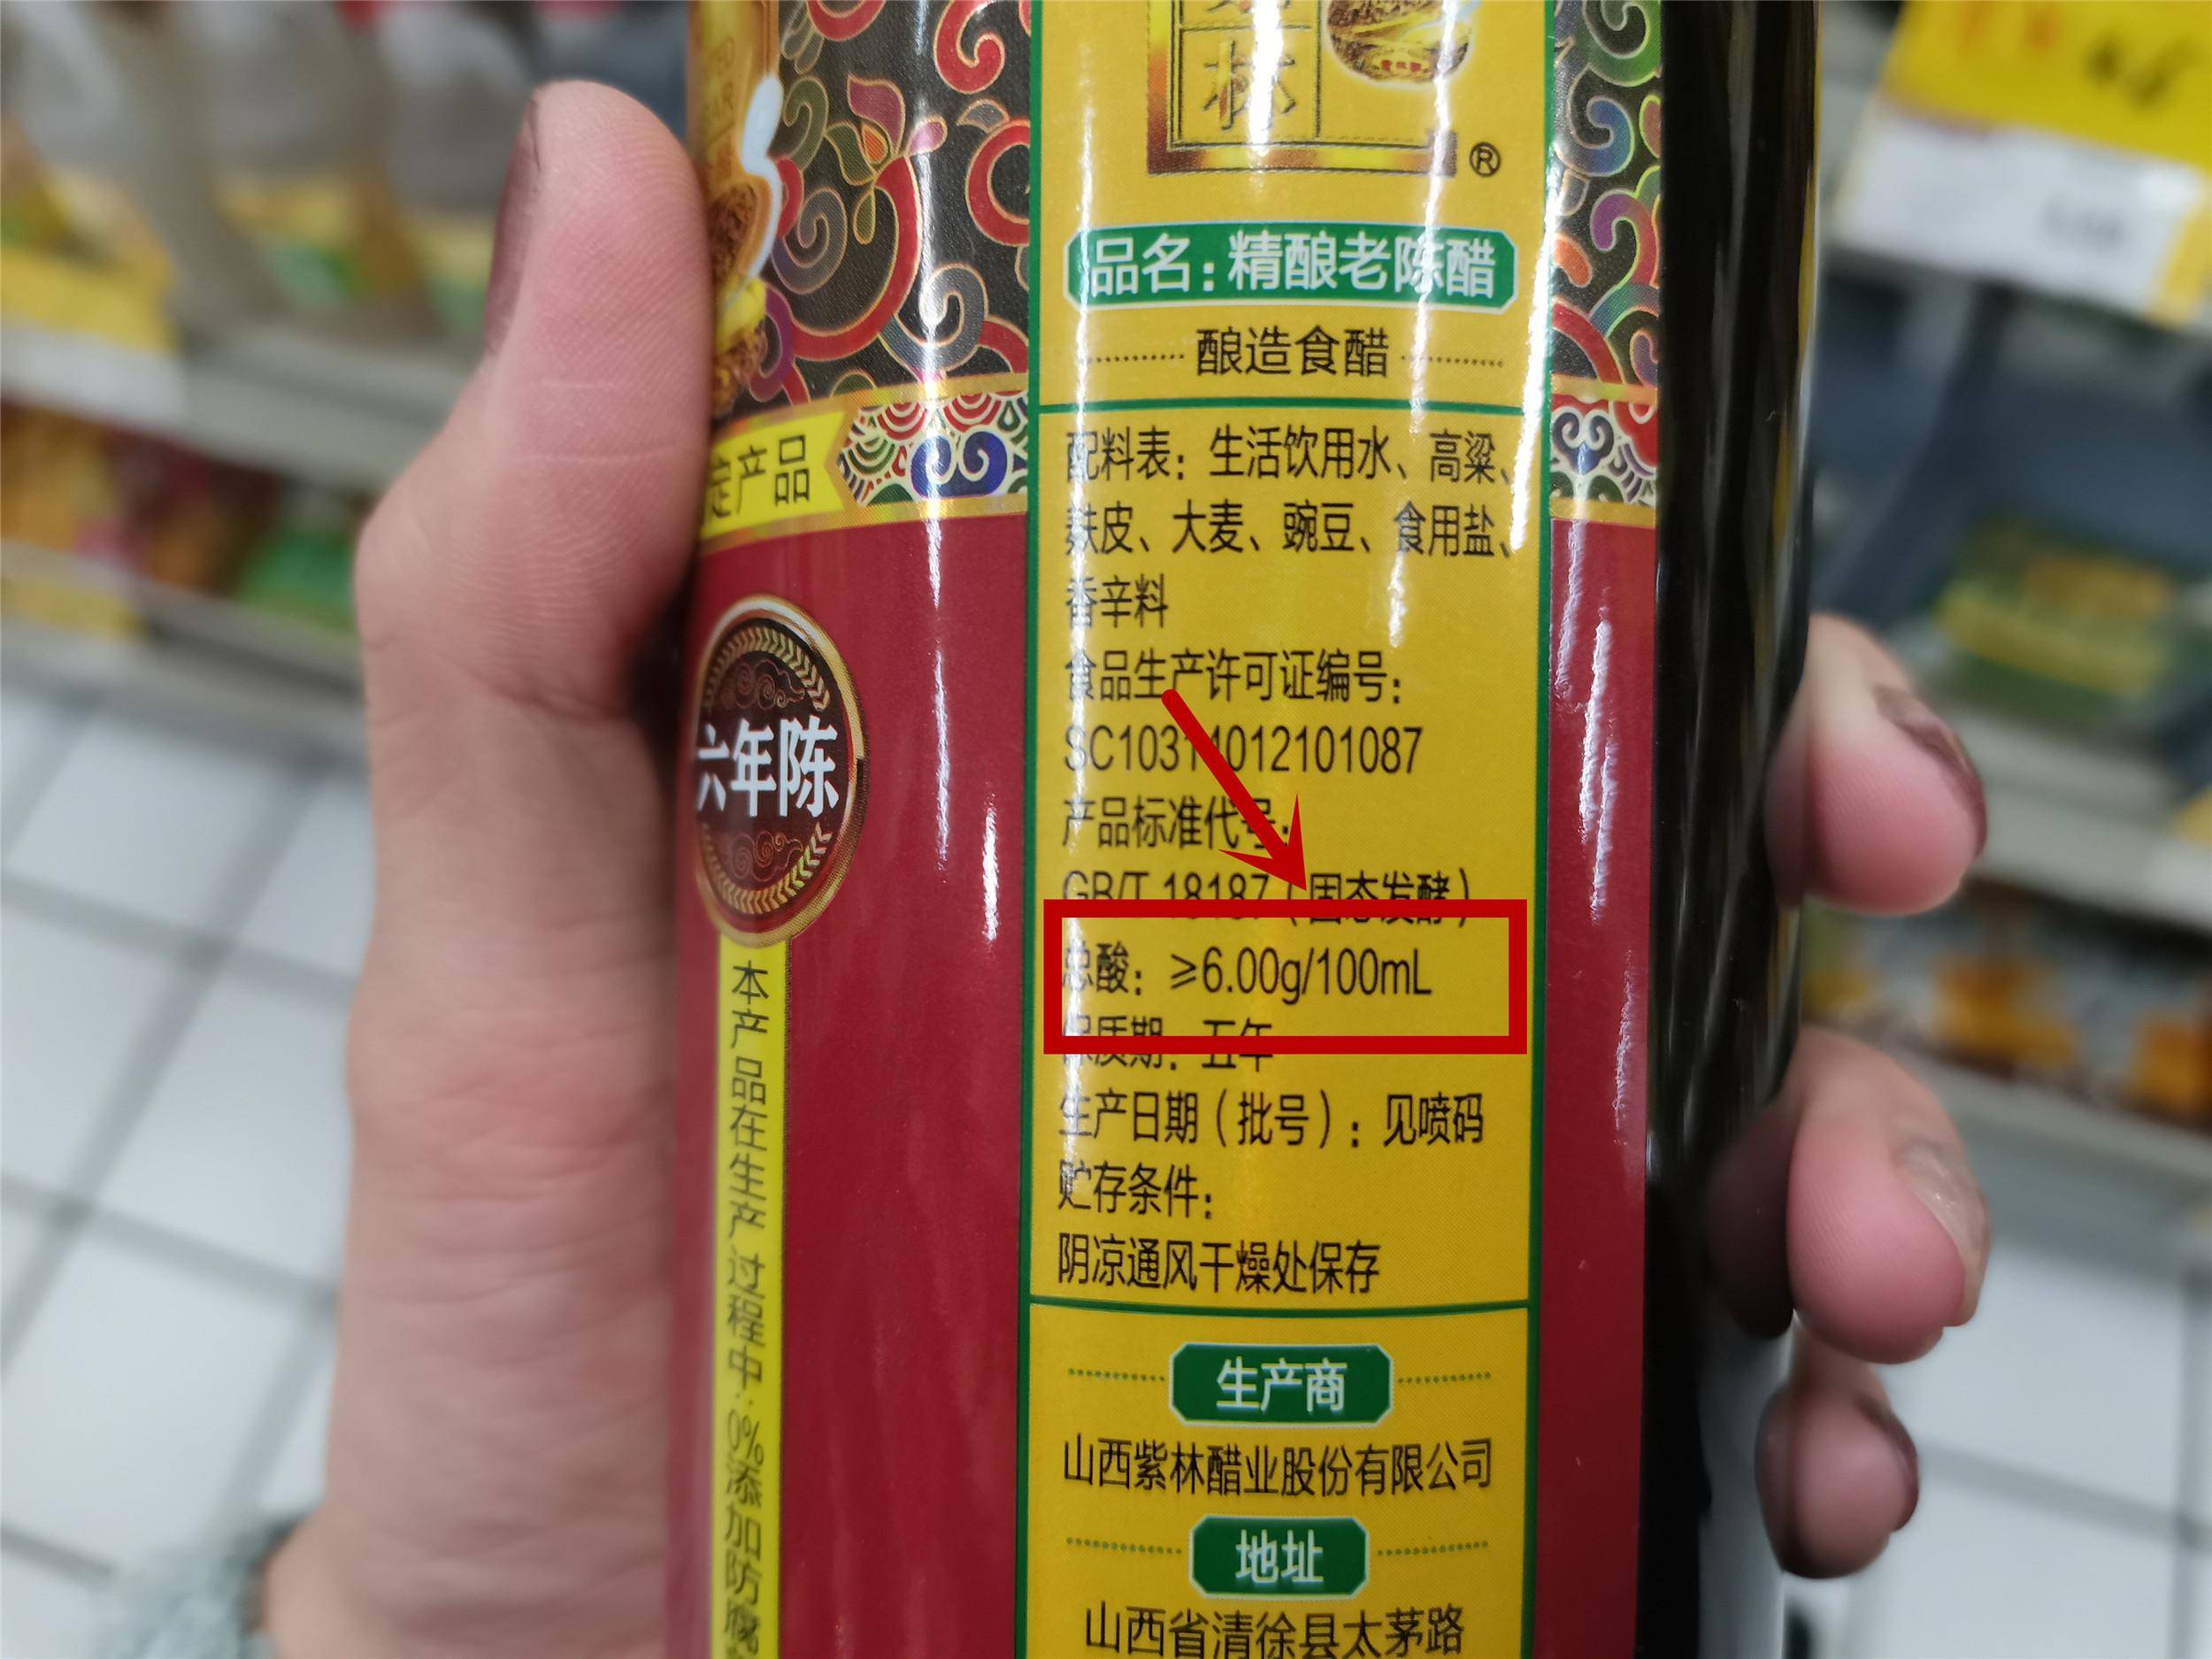 林
®
品名：精酿老陈醋
酿造食醋
配料表：生活饮用水、高粱、
麸皮、大麦、豌豆、食用盐、
香辛料
食品生产许可证编号：
产品标准代号：
GB/T 18187（固态发酵）
总酸：≥6.00g/100mL
保质期：五年
生产日期（批号）：见喷码
贮存条件：
阴凉通风干燥处保存
生产商
山西紫林醋业股份有限公司
地址
山西省清徐县太茅路
定产品
六年陈
本产品在生产过程中：0%添加防腐